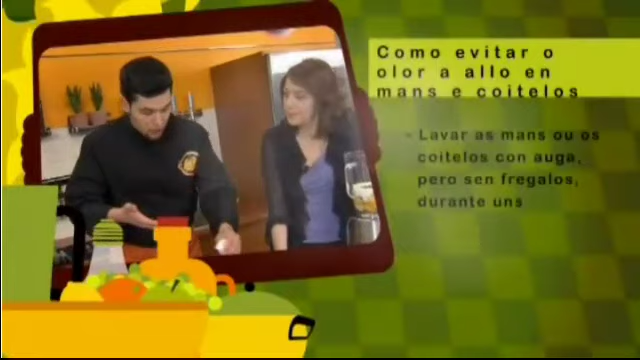 Como evitar o
olor a allo en
mans e coitelos
- Lavar as mans ou os
coitelos con auga,
pero sen fregalos,
durante uns